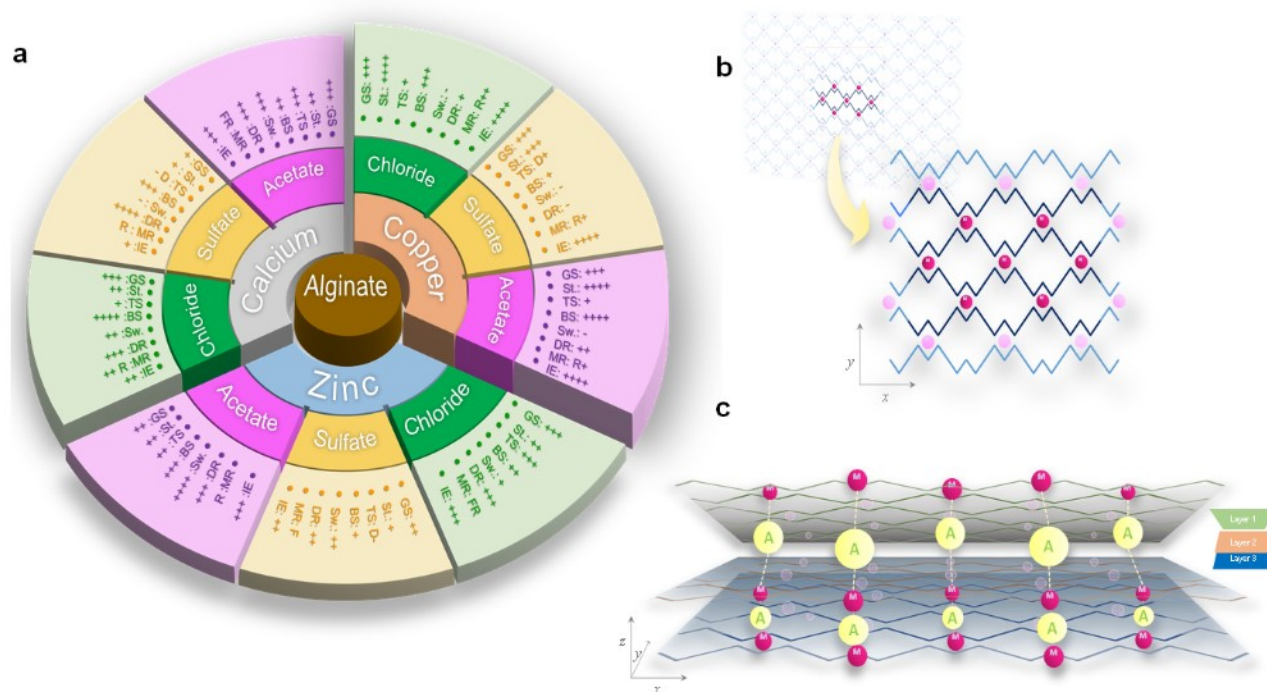 a
Alginate
Copper
Chloride
GS: +++
St.: ++++
TS: +
BS: +++
Sw.: -
DR: +
MR: R++
IE: ++++
Sulfate
GS: +++
St.: +++
TS: D+
BS: +
Sw.: -
DR: -
MR: R+
IE: ++++
Acetate
GS: +++
St.: ++++
TS: +
BS: ++++
Sw.: -
DR: ++
MR: R+
IE: ++++
Zinc
Chloride
GS: +++
St.: ++
TS: +++
BS: ++
Sw.: +
DR: +++
MR: FR
IE: +++
Sulfate
GS: ++
St.: +
TS: D-
BS: +
Sw.: ++
DR: ++
MR: F
IE: ++
Acetate
++ :GS
++ :St.
++ :TS
+++ :BS
++++ :Sw.
+++ :DR
R :MR
+++ :IE
Calcium
Chloride
+++ :GS
++ :St.
+ :TS
++++ :BS
++ :Sw.
+++ :DR
++ R :MR
++ :IE
Sulfate
+ :GS
+ :St.
-D :TS
+++ :BS
- :Sw.
++++ :DR
R :MR
+ :IE
Acetate
+++ :GS
++ :St.
+++ :TS
++ :BS
+++ :Sw.
+++ :DR
FR :MR
+++ :IE
b
M M
M M M
M M
y
x
c
M M M M M
A A A A A
M M M M M
A A A A A
M M M M M
Layer 1
Layer 2
Layer 3
z
y
x